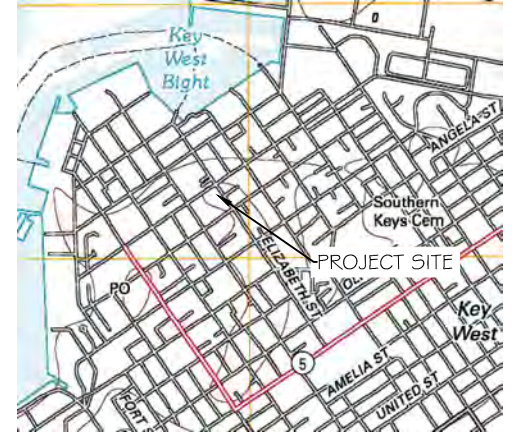 Key
West
Bight
ANGELA ST
Southern
Keys Cem
ELIZABETH ST
PROJECT SITE
OL
PO
Key
West
5
AMELIA ST
UNITED ST
FORT S